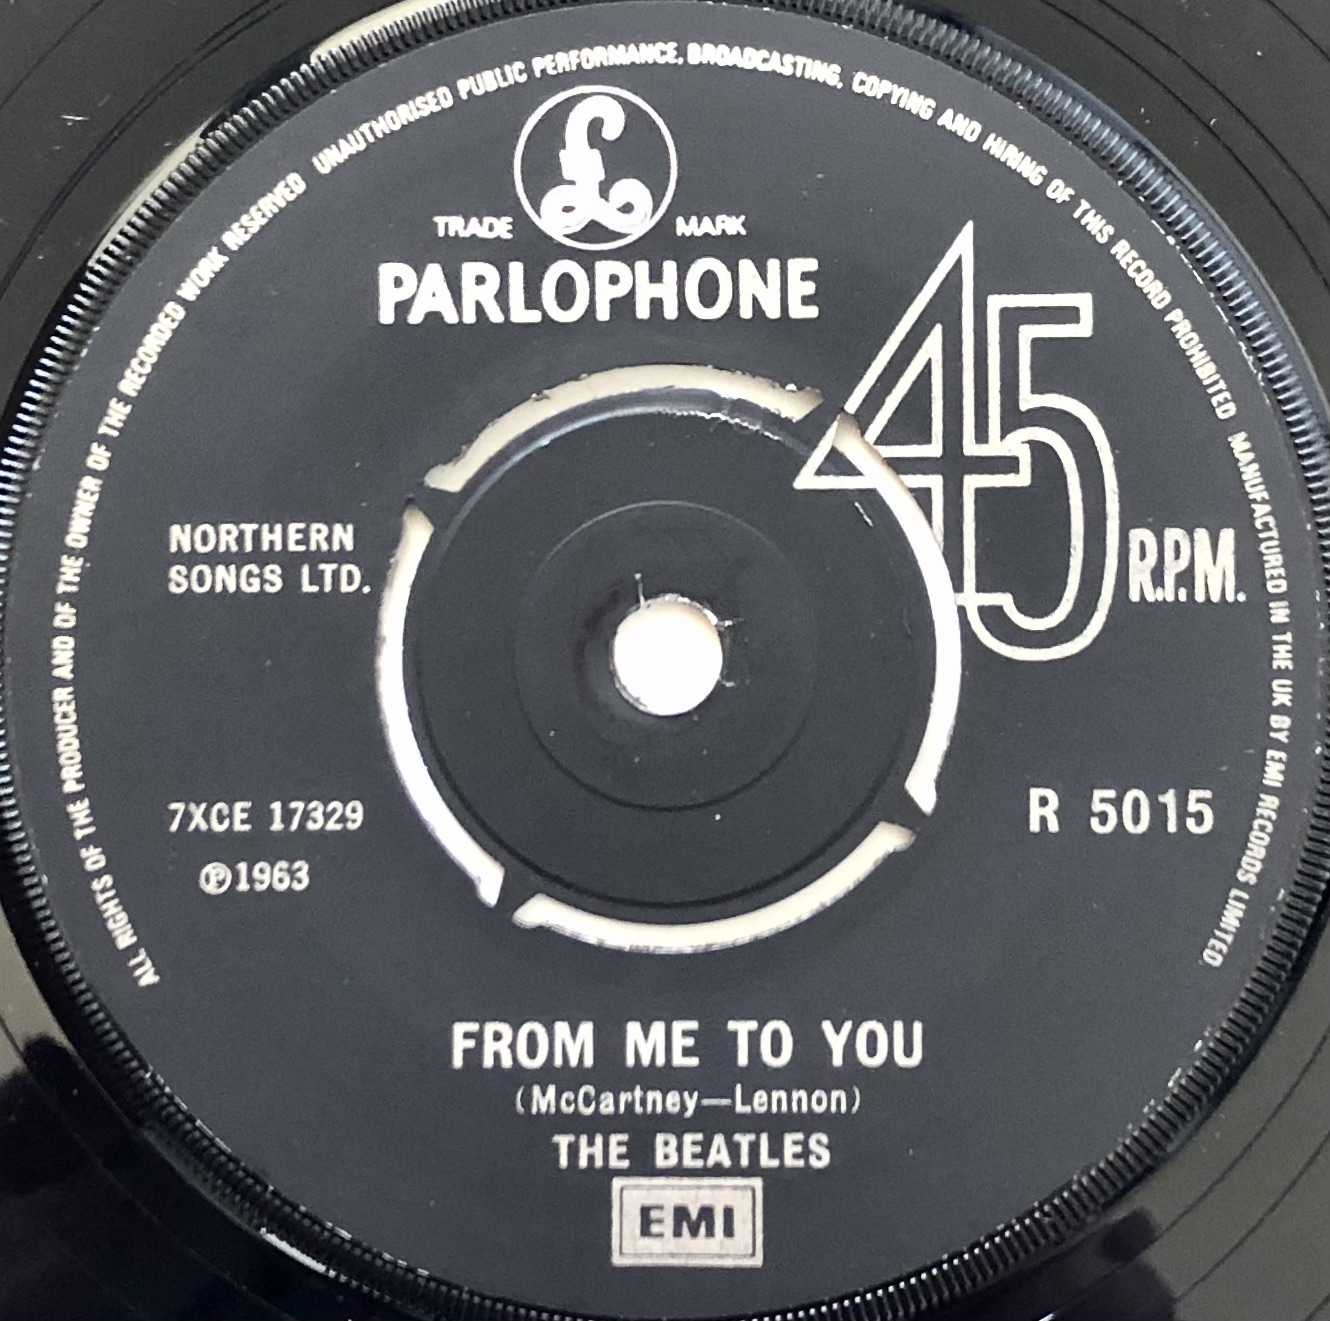 ALL RIGHTS OF THE PRODUCER AND OF THE OWNER OF THE RECORDED WORK RESERVED UNAUTHORISED PUBLIC PERFORMANCE, BROADCASTING, COPYING AND HIRING OF THIS RECORD PROHIBITED MANUFACTURED IN THE UK BY EMI RECORDS LIMITED.
£
TRADE MARK
PARLOPHONE
45 R.P.M.
NORTHERN
SONGS LTD.
7XCE 17329
℗1963
R 5015
FROM ME TO YOU
(McCartney—Lennon)
THE BEATLES
EMI